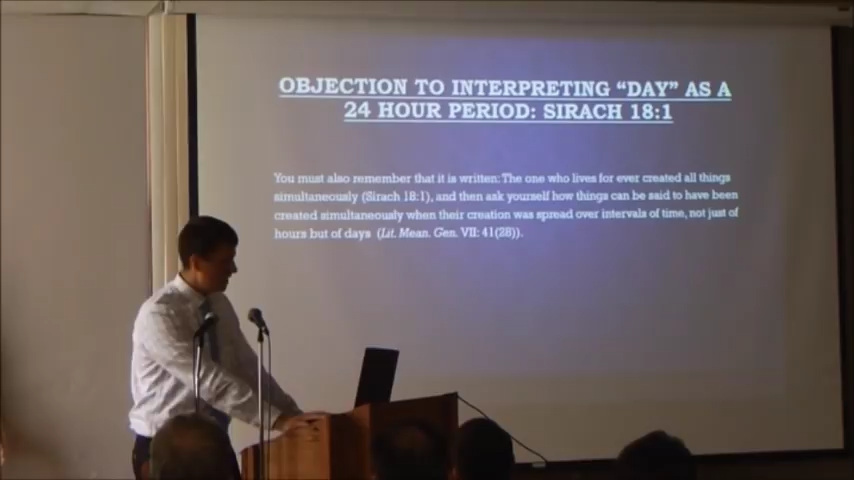 OBJECTION TO INTERPRETING “DAY” AS A
24 HOUR PERIOD: SIRACH 18:1
You must also remember that it is written: The one who lives for ever created all things
simultaneously (Sirach 18:1), and then ask yourself how things can be said to have been
created simultaneously when their creation was spread over intervals of time, not just of
hours but of days (Lit. Mean. Gen. VII: 41(28)).